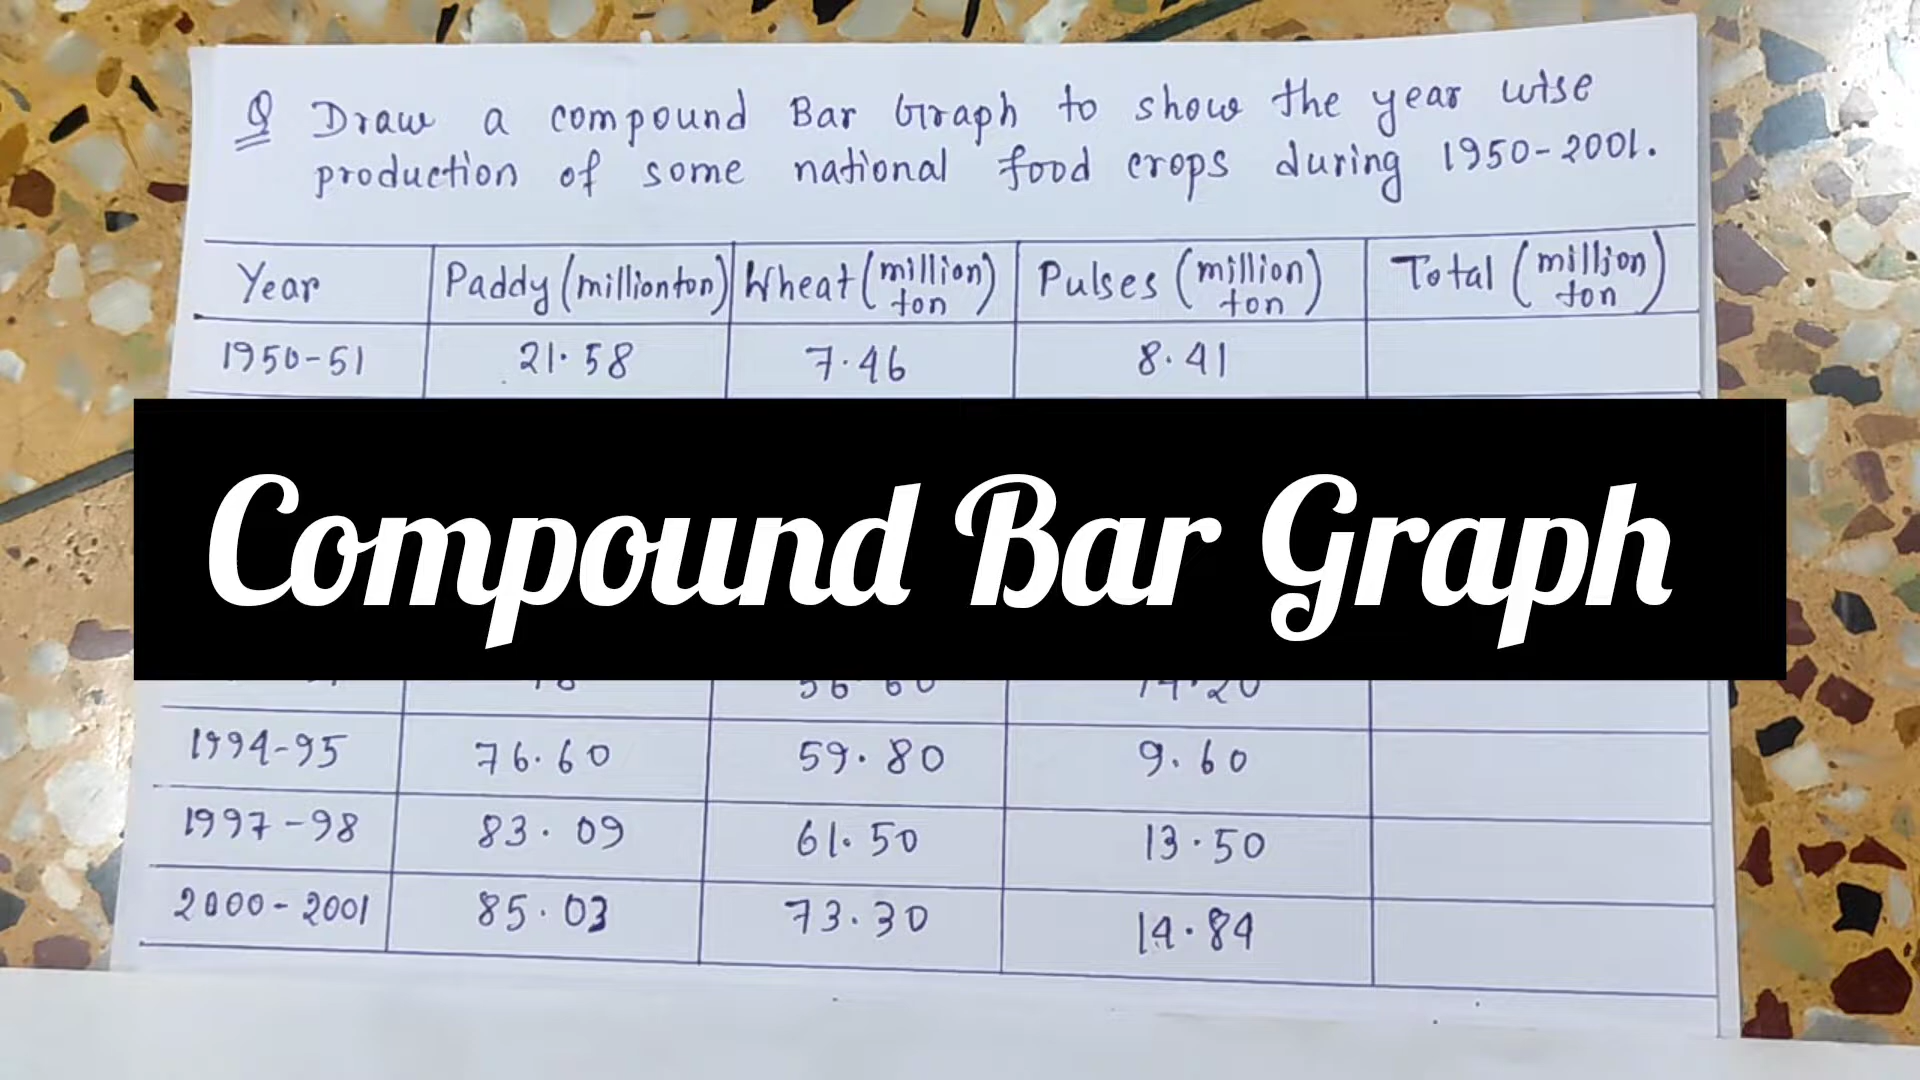 Q Draw a compound Bar Graph to show the year wise
production of some national food crops during 1950-2001.
Year Paddy (million ton) Wheat (million ton) Pulses (million ton) Total (million ton)
1950-51 21.58 7.46 8.41
Compound Bar Graph
1994-95 76.60 59.80 9.60
1997-98 83.09 61.50 13.50
2000-2001 85.03 73.30 14.84